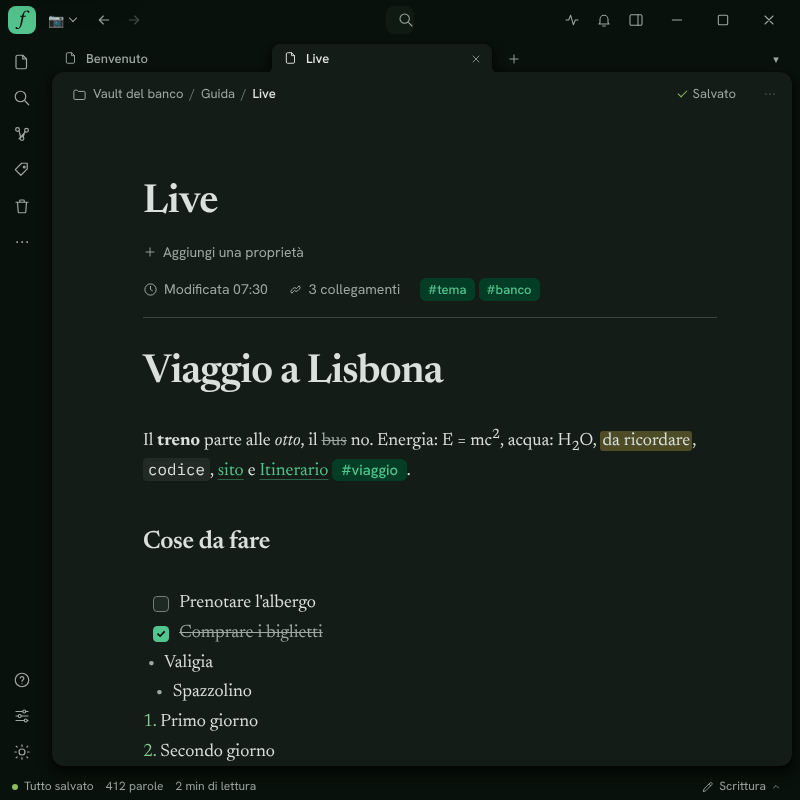 f
Benvenuto
Live
Vault del banco / Guida / Live
Salvato
Live
Aggiungi una proprietà
Modificata 07:30 3 collegamenti #tema #banco
Viaggio a Lisbona
Il treno parte alle otto, il bus no. Energia: E = mc², acqua: H₂O, da ricordare,
codice, sito e Itinerario #viaggio.
Cose da fare
Prenotare l'albergo
Comprare i biglietti
• Valigia
• Spazzolino
1. Primo giorno
2. Secondo giorno
Tutto salvato 412 parole 2 min di lettura
Scrittura